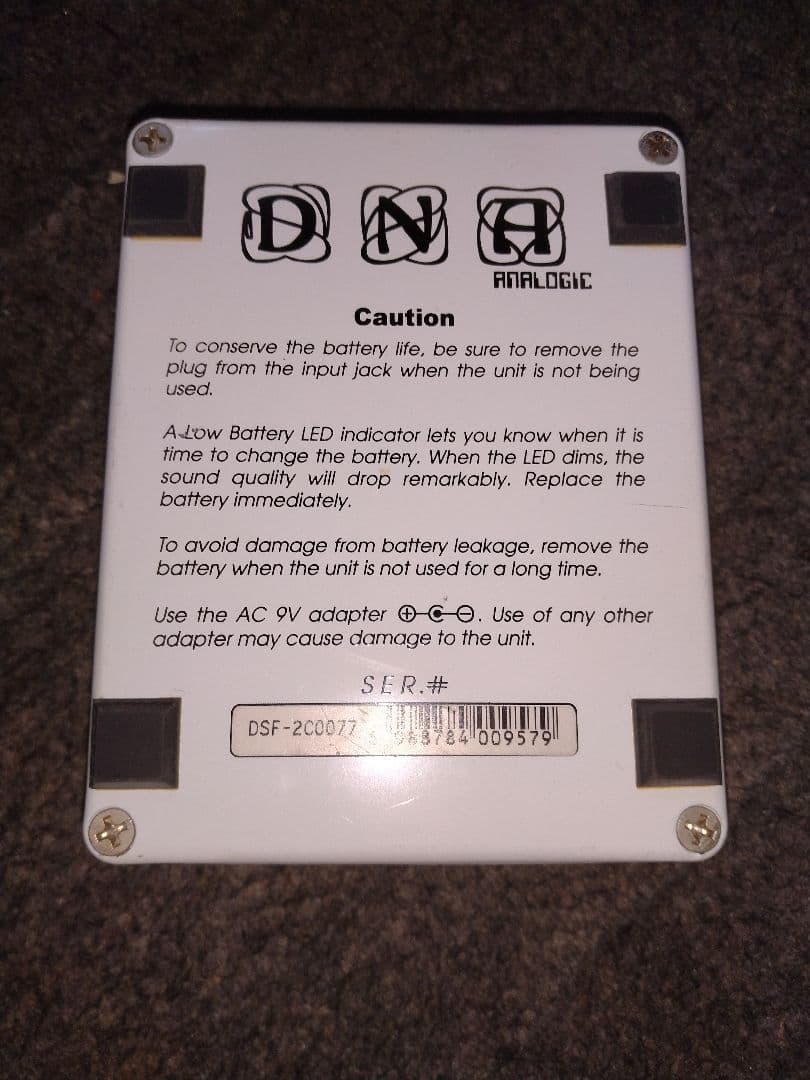 DNA
ANALOGIC
Caution
To conserve the battery life, be sure to remove the
plug from the input jack when the unit is not being
used.
A Low Battery LED indicator lets you know when it is
time to change the battery. When the LED dims, the
sound quality will drop remarkably. Replace the
battery immediately.
To avoid damage from battery leakage, remove the
battery when the unit is not used for a long time.
Use the AC 9V adapter ⊕-C-⊖. Use of any other
adapter may cause damage to the unit.
SER.#
DSF-2C0077
988784 009579